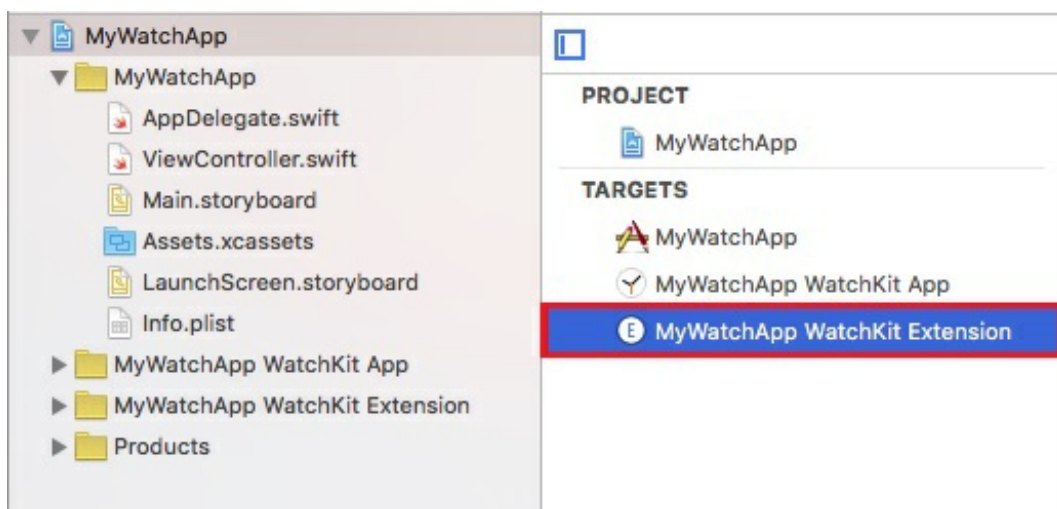 MyWatchApp
MyWatchApp
AppDelegate.swift
ViewController.swift
Main.storyboard
Assets.xcassets
LaunchScreen.storyboard
Info.plist
MyWatchApp WatchKit App
MyWatchApp WatchKit Extension
Products
PROJECT
MyWatchApp
TARGETS
MyWatchApp
MyWatchApp WatchKit App
E MyWatchApp WatchKit Extension